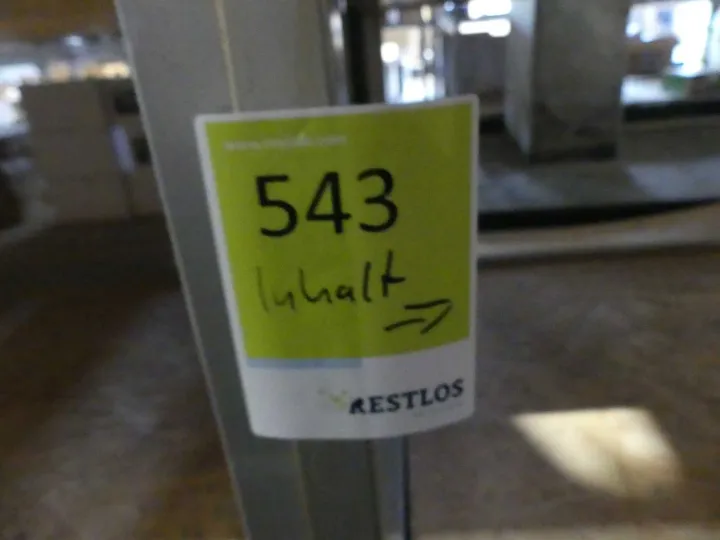 543
Inhalt
→
RESTLOS